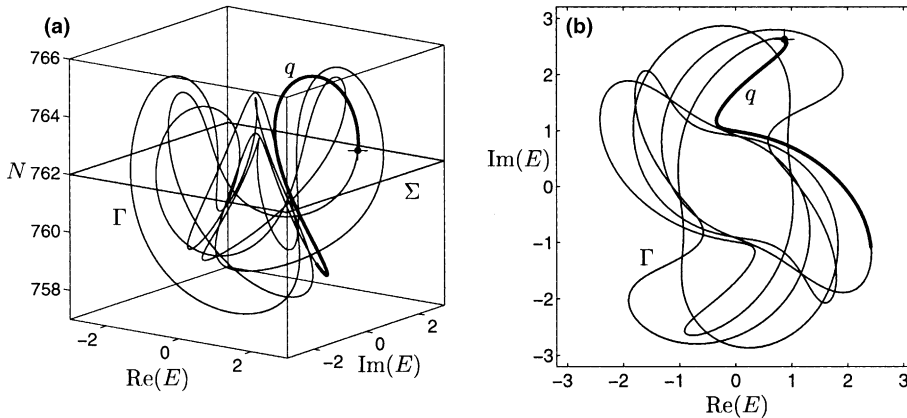 (a)
766
764
N 762
760
758
q
Σ
Γ
−2
0
2
Re(E)
−2
0
2
Im(E)
(b)
3
2
1
Im(E)
0
−1
−2
−3
q
Γ
−3 −2 −1 0 1 2 3
Re(E)